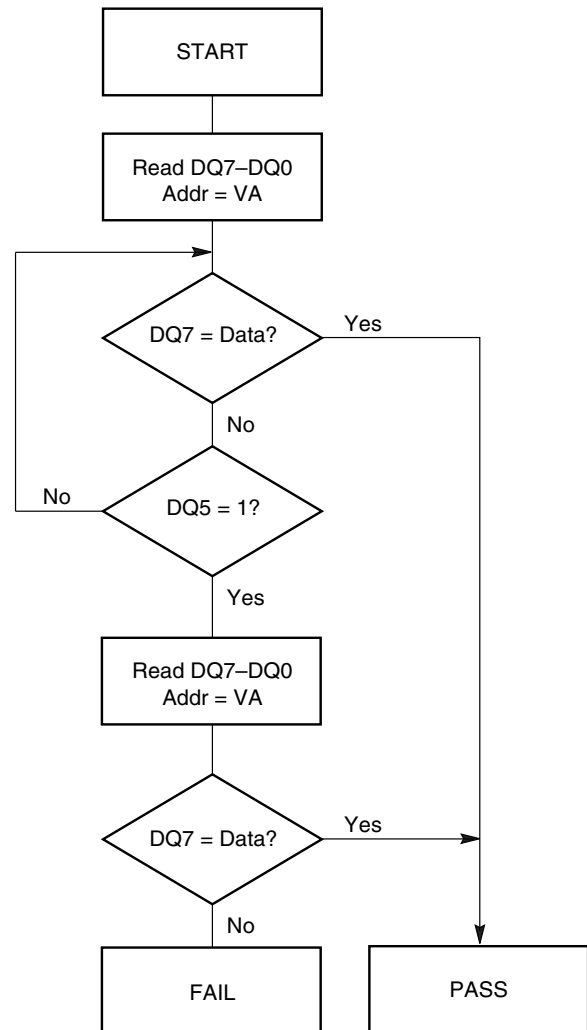 START
Read DQ7–DQ0
Addr = VA
DQ7 = Data?
Yes
No
No
DQ5 = 1?
Yes
Read DQ7–DQ0
Addr = VA
DQ7 = Data?
Yes
No
FAIL
PASS